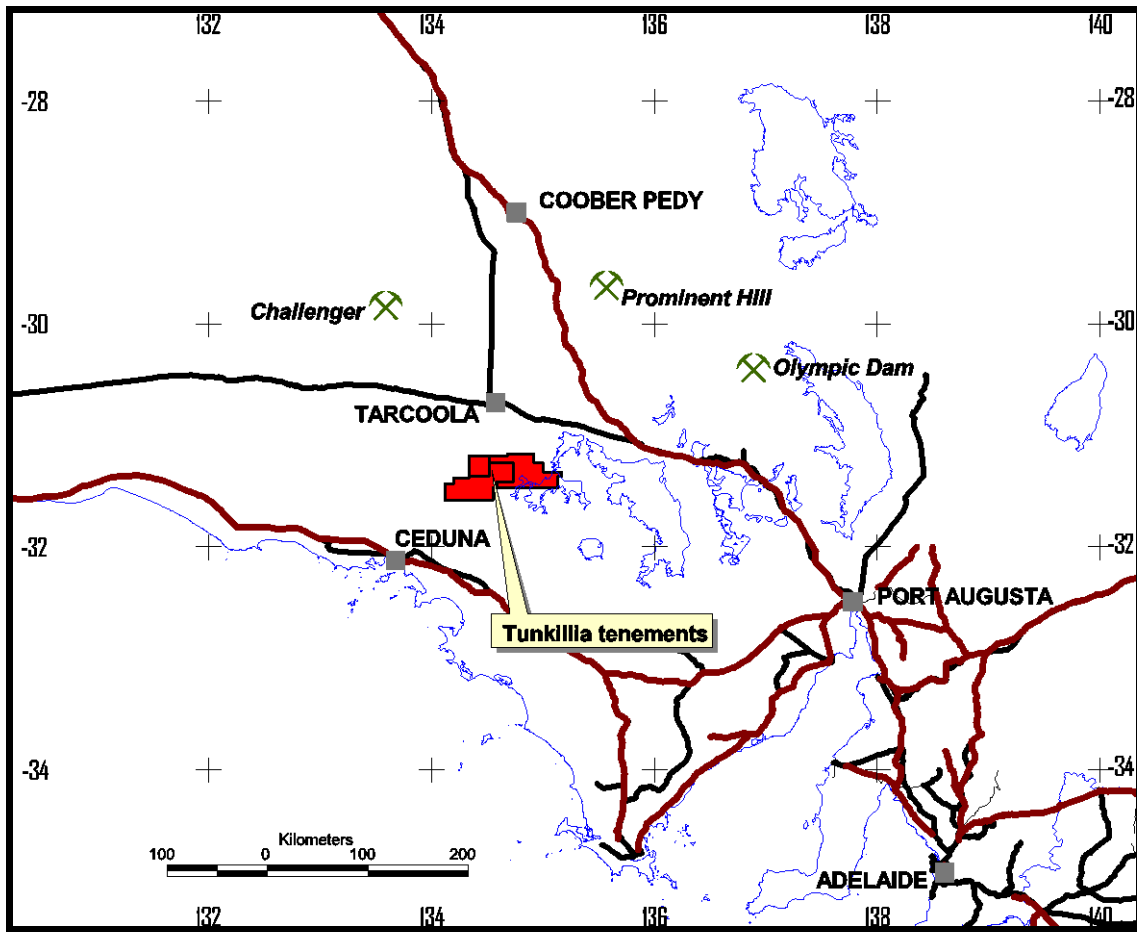 132 134 136 138 140
-28 -28
COOBER PEDY
Prominent Hill
Challenger
-30 -30
Olympic Dam
TARCOOLA
CEDUNA
-32 -32
PORT AUGUSTA
Tunkillia tenements
-34 -34
Kilometers
100 0 100 200
ADELAIDE
132 134 136 138 140